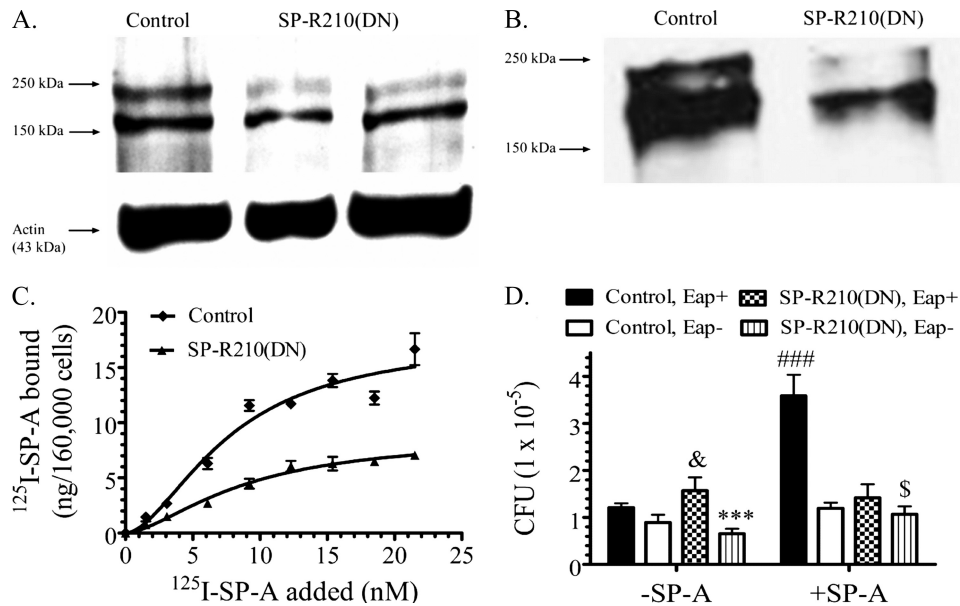 A.
Control SP-R210(DN)
250 kDa
150 kDa
Actin
(43 kDa)
B.
Control SP-R210(DN)
250 kDa
150 kDa
C.
Control
SP-R210(DN)
¹²⁵I-SP-A bound
(ng/160,000 cells)
20
15
10
5
0
0 5 10 15 20 25
¹²⁵I-SP-A added (nM)
D.
Control, Eap+ SP-R210(DN), Eap+
Control, Eap- SP-R210(DN), Eap-
CFU (1 x 10⁻⁵)
4
3
2
1
0
&
***
###
$
-SP-A +SP-A